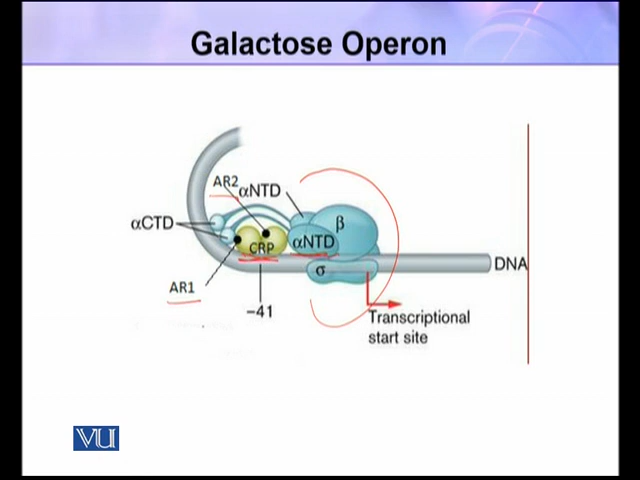 Galactose Operon
AR2
αNTD
αCTD
β
CRP
αNTD
σ
DNA
AR1
−41
Transcriptional
start site
VU